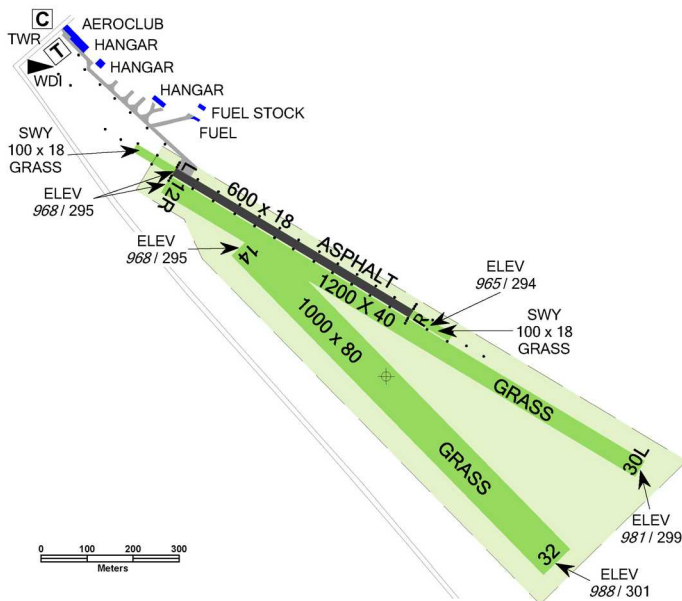 C
AEROCLUB
TWR
HANGAR
T
HANGAR
WDI
HANGAR
FUEL STOCK
FUEL
SWY
100 x 18
GRASS
L
12R
600 x 18
ASPHALT
ELEV
968 / 295
ELEV
968 / 295
14
1200 X 40
R
ELEV
965 / 294
SWY
100 x 18
GRASS
1000 x 80
GRASS
GRASS
30L
ELEV
981 / 299
32
ELEV
988 / 301
0 100 200 300
Meters